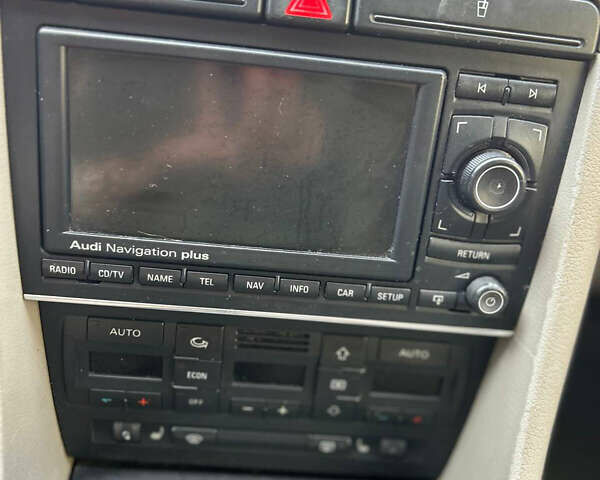 Audi Navigation plus
RETURN
RADIO CD/TV NAME TEL NAV INFO CAR SETUP
AUTO AUTO
ECON
OFF